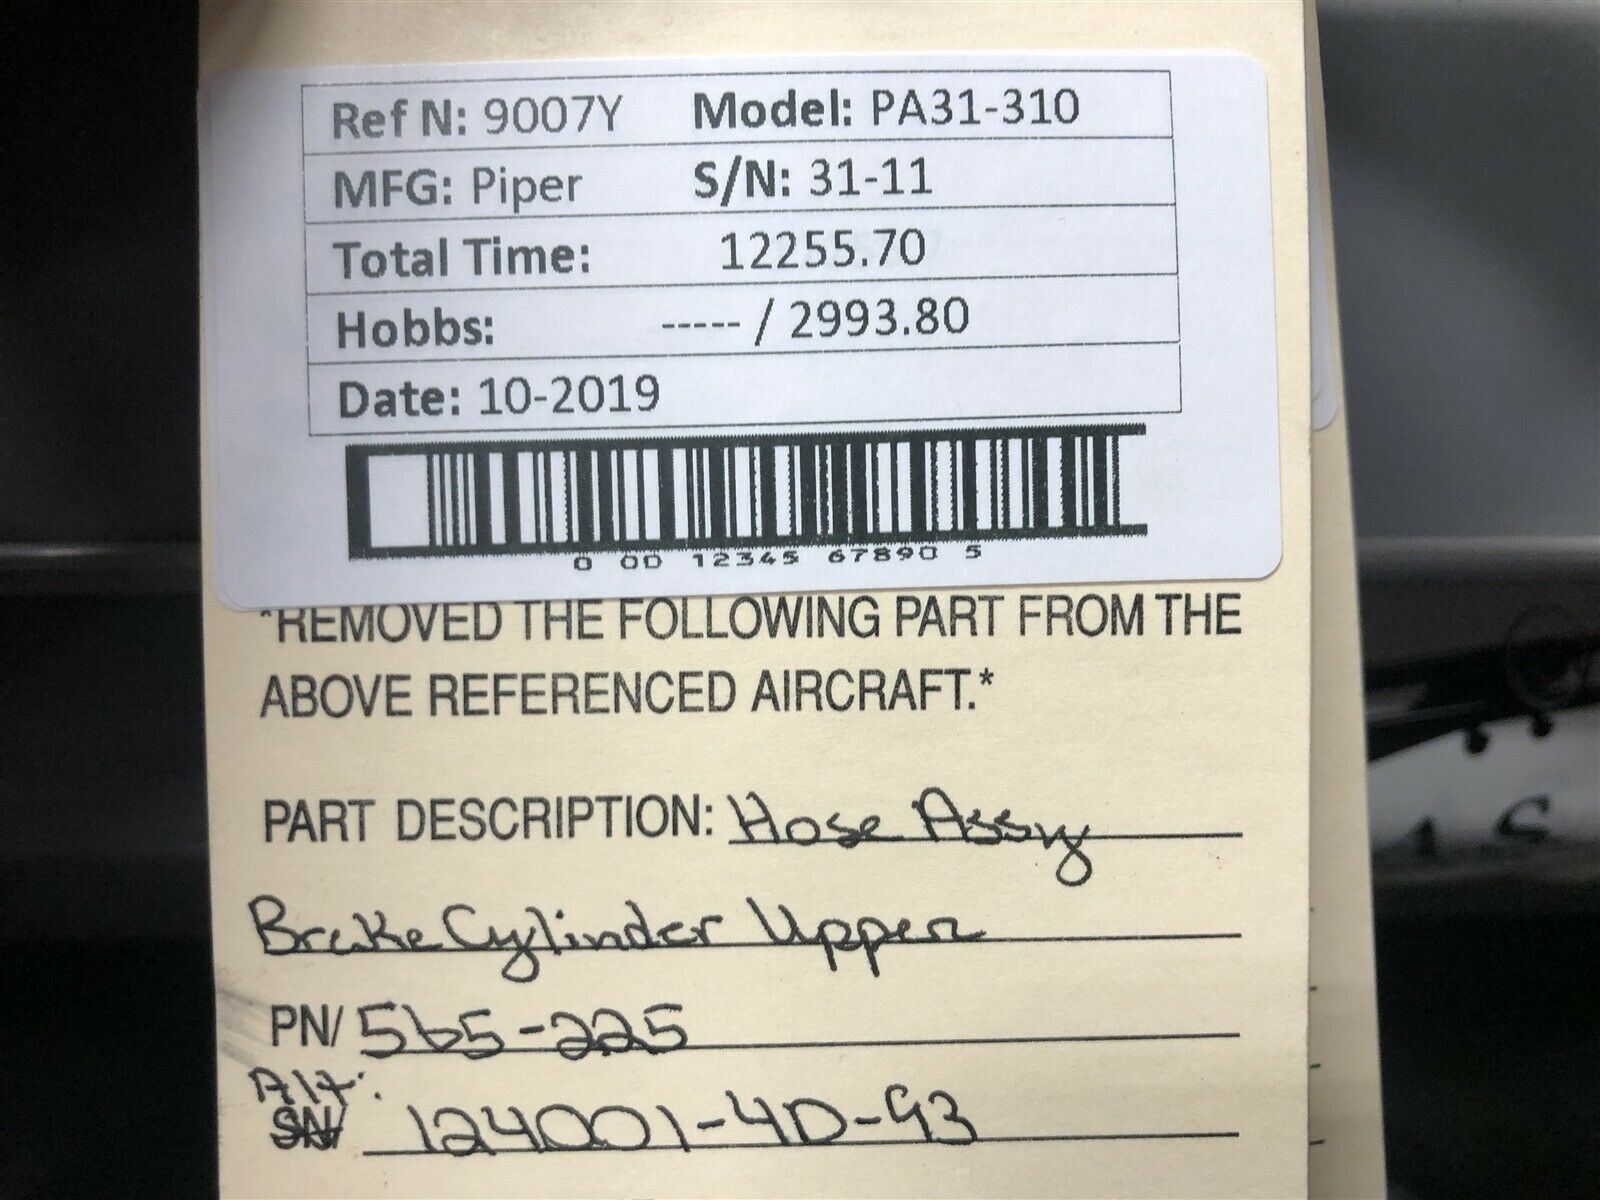 Ref N: 9007Y Model: PA31-310
MFG: Piper S/N: 31-11
Total Time: 12255.70
Hobbs: ----- / 2993.80
Date: 10-2019
0 00 12345 67890 5
*REMOVED THE FOLLOWING PART FROM THE
ABOVE REFERENCED AIRCRAFT.*
PART DESCRIPTION: Hose Assy
Brake Cylinder Upper
PN/ 565-225
Alt:
SN/ 124001-4D-93